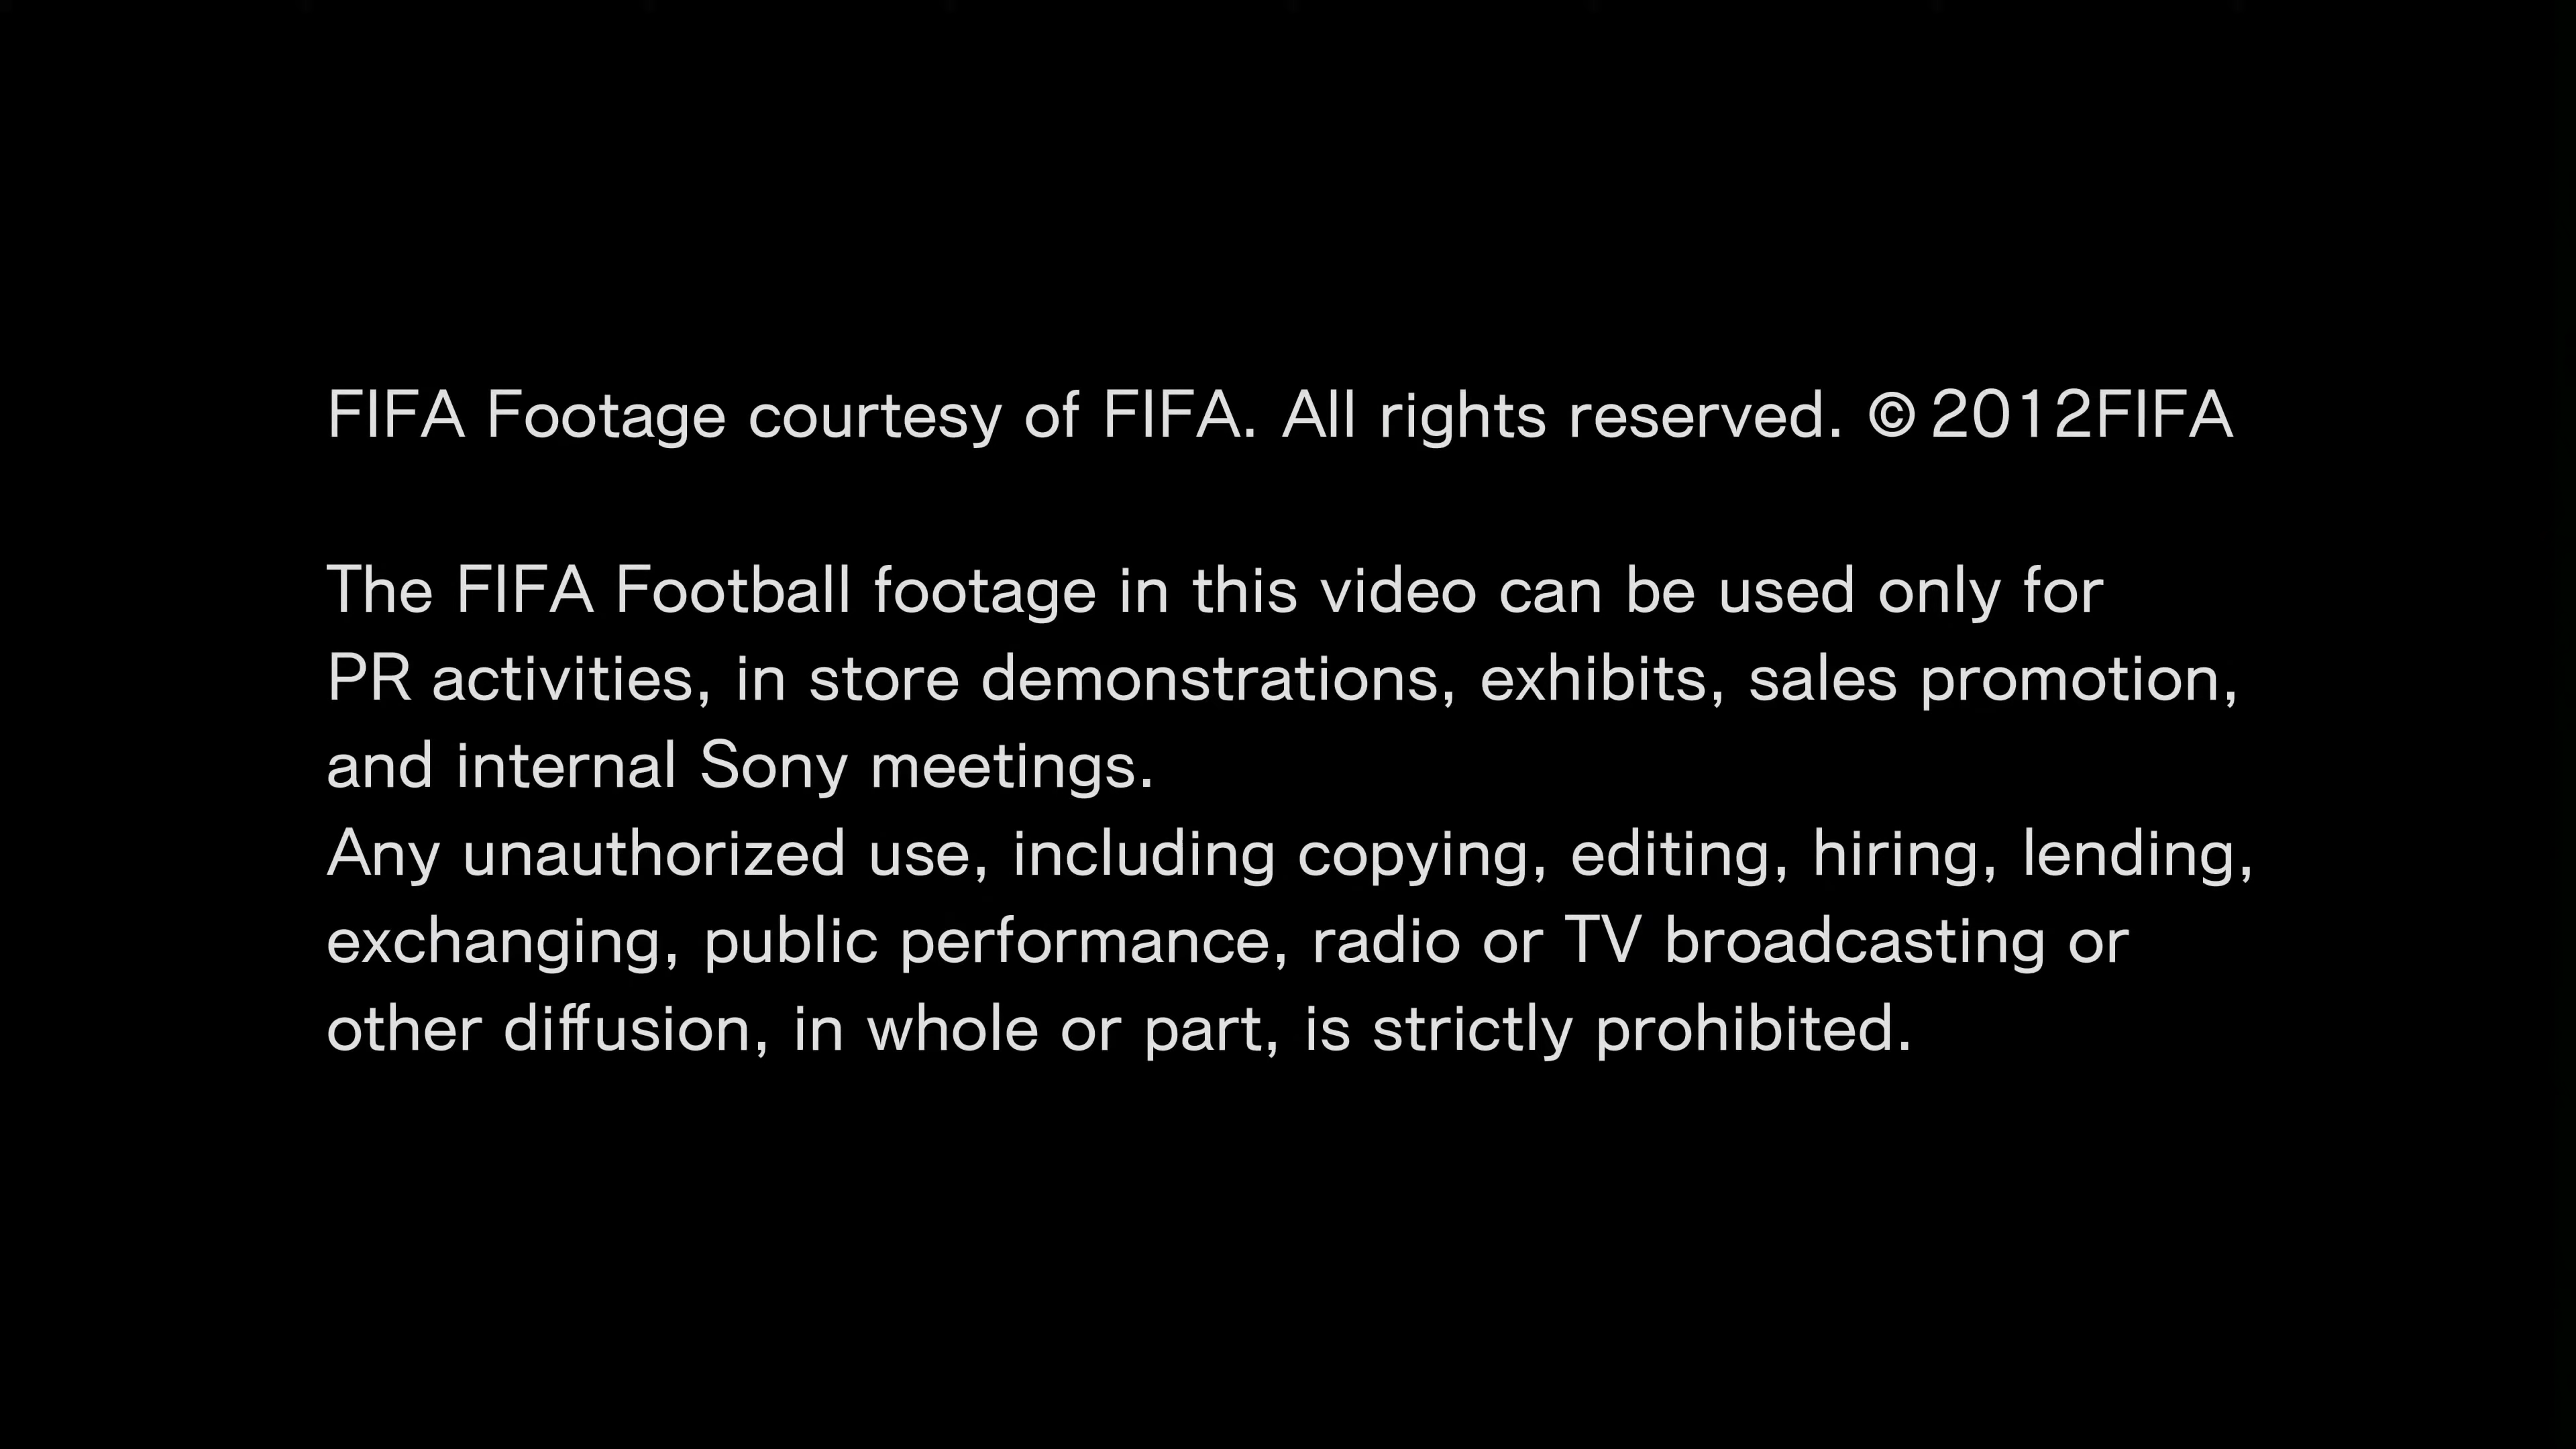 FIFA Footage courtesy of FIFA. All rights reserved. © 2012FIFA
The FIFA Football footage in this video can be used only for
PR activities, in store demonstrations, exhibits, sales promotion,
and internal Sony meetings.
Any unauthorized use, including copying, editing, hiring, lending,
exchanging, public performance, radio or TV broadcasting or
other diffusion, in whole or part, is strictly prohibited.